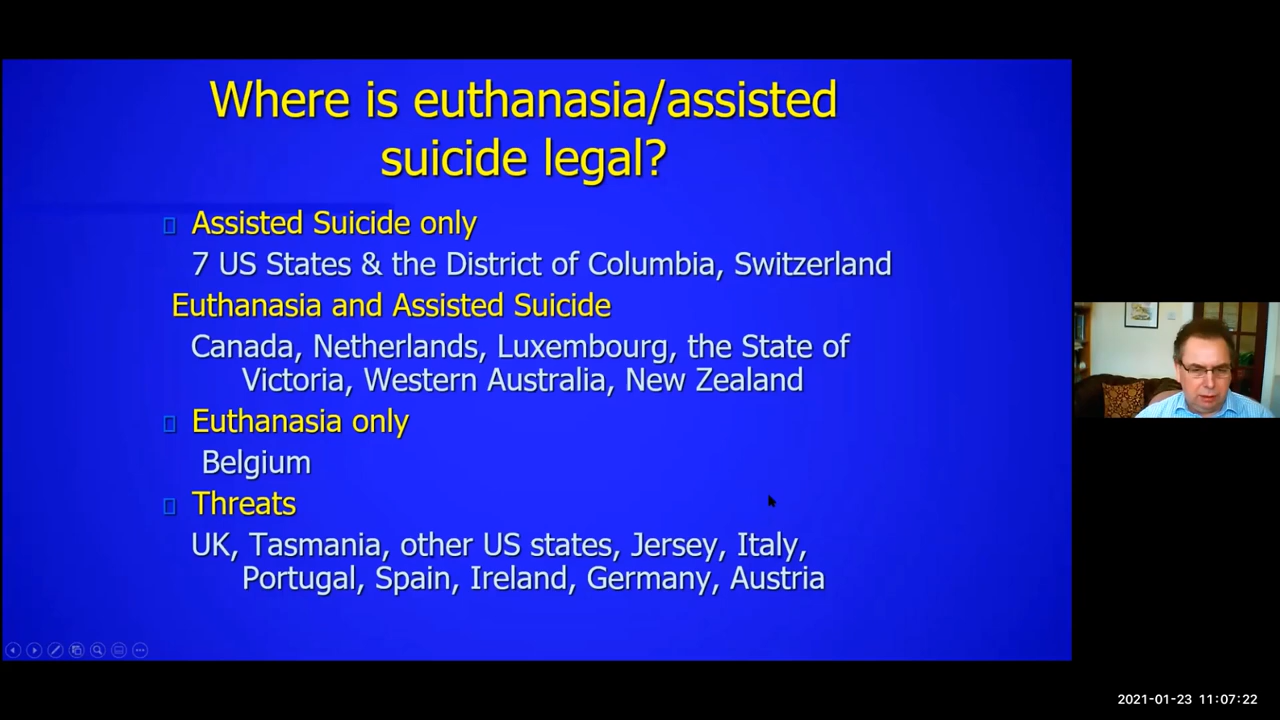 Where is euthanasia/assisted
suicide legal?
Assisted Suicide only
7 US States & the District of Columbia, Switzerland
Euthanasia and Assisted Suicide
Canada, Netherlands, Luxembourg, the State of
Victoria, Western Australia, New Zealand
Euthanasia only
Belgium
Threats
UK, Tasmania, other US states, Jersey, Italy,
Portugal, Spain, Ireland, Germany, Austria
2021-01-23 11:07:22